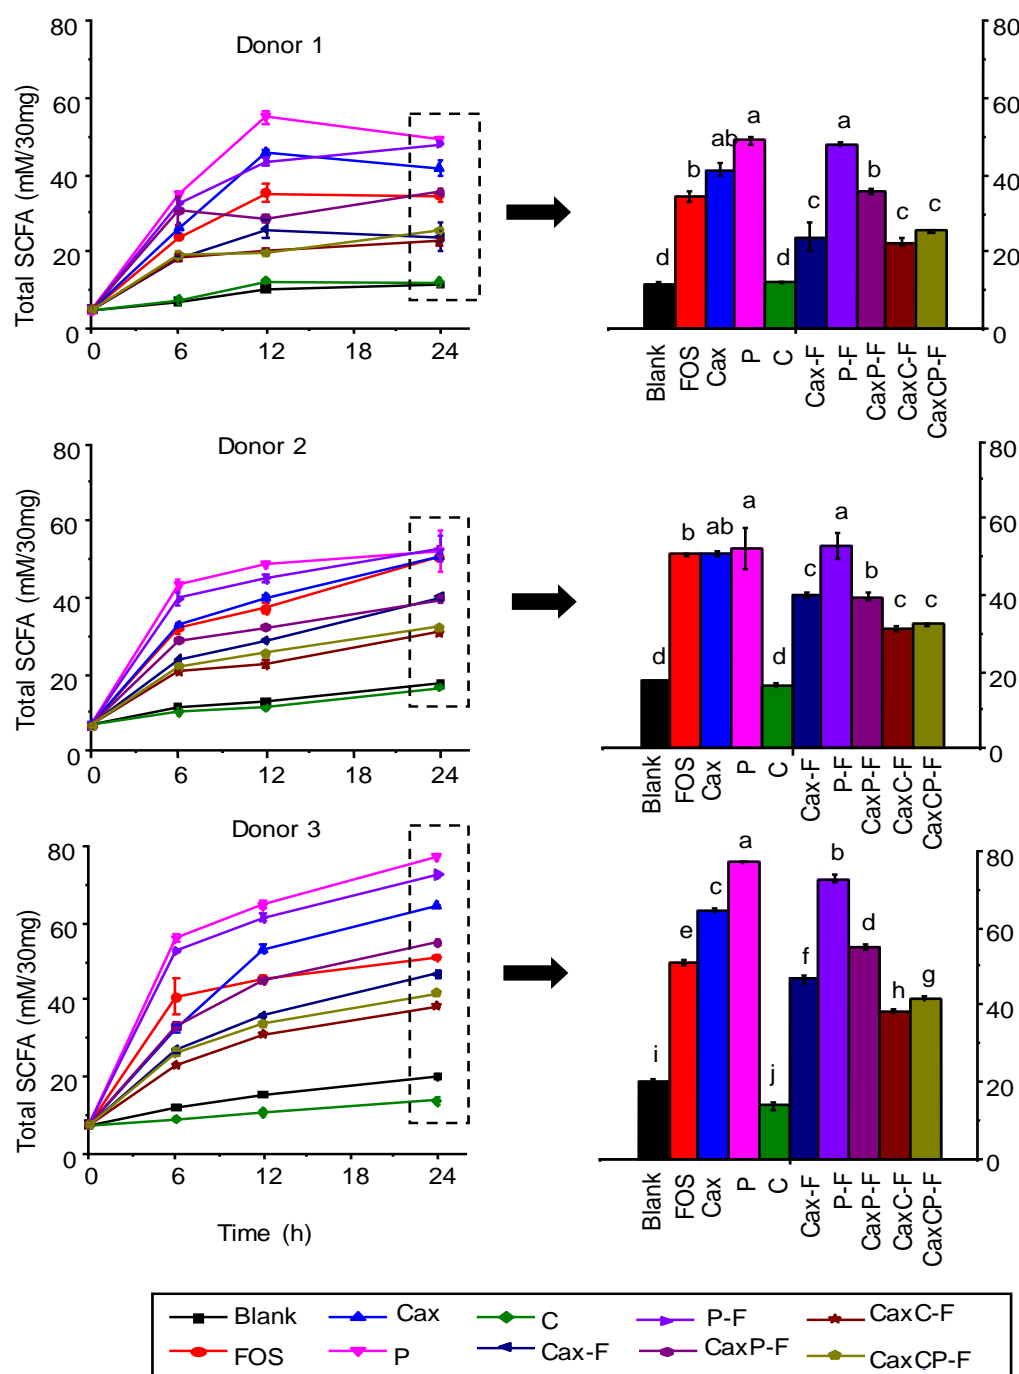 Donor 1
Total SCFA (mM/30mg)
80
60
40
20
0
0 6 12 24
d b ab a d c a b c c
80
60
40
20
0
Blank FOS Cax P C Cax-F P-F CaxP-F CaxC-F CaxCP-F
Donor 2
Total SCFA (mM/30mg)
80
60
40
20
0
0 6 12 24
d b ab a d c a b c c
80
60
40
20
0
Blank FOS Cax P C Cax-F P-F CaxP-F CaxC-F CaxCP-F
Donor 3
Total SCFA (mM/30mg)
80
60
40
20
0
0 6 12 24
Time (h)
i e c a j f b d h g
80
60
40
20
0
Blank FOS Cax P C Cax-F P-F CaxP-F CaxC-F CaxCP-F
Blank Cax C P-F CaxC-F
FOS P Cax-F CaxP-F CaxCP-F